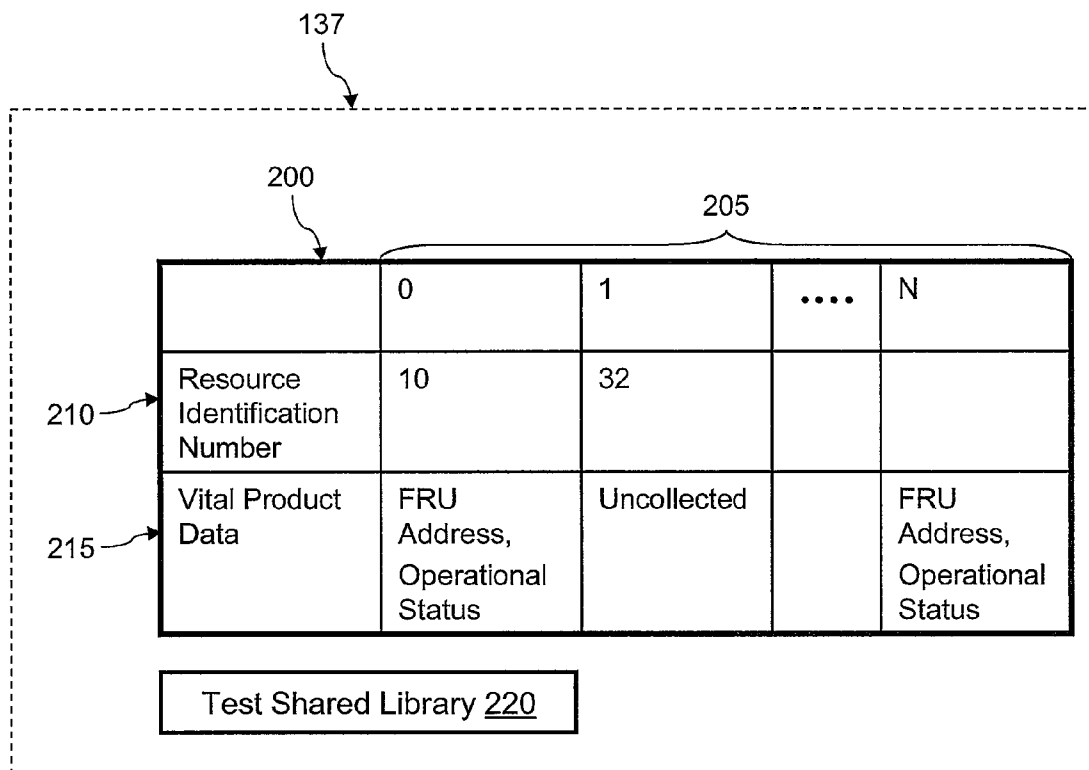 137
200
205
0 1 .... N
210
Resource Identification Number
10 32
215
Vital Product Data
FRU Address, Operational Status
Uncollected
FRU Address, Operational Status
Test Shared Library 220